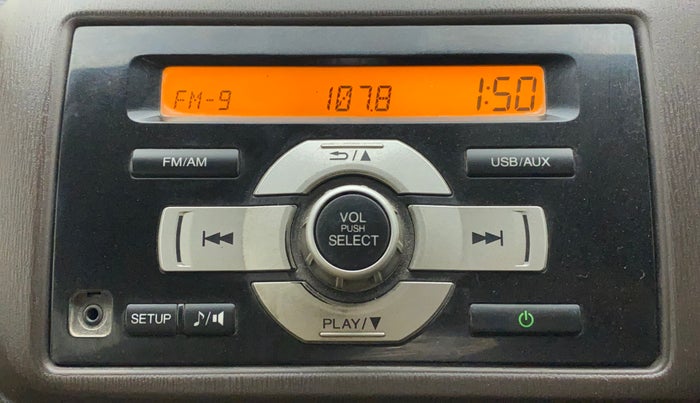 FM-9 107.8 1:50
FM/AM
USB/AUX
VOL
PUSH
SELECT
SETUP
PLAY/▼